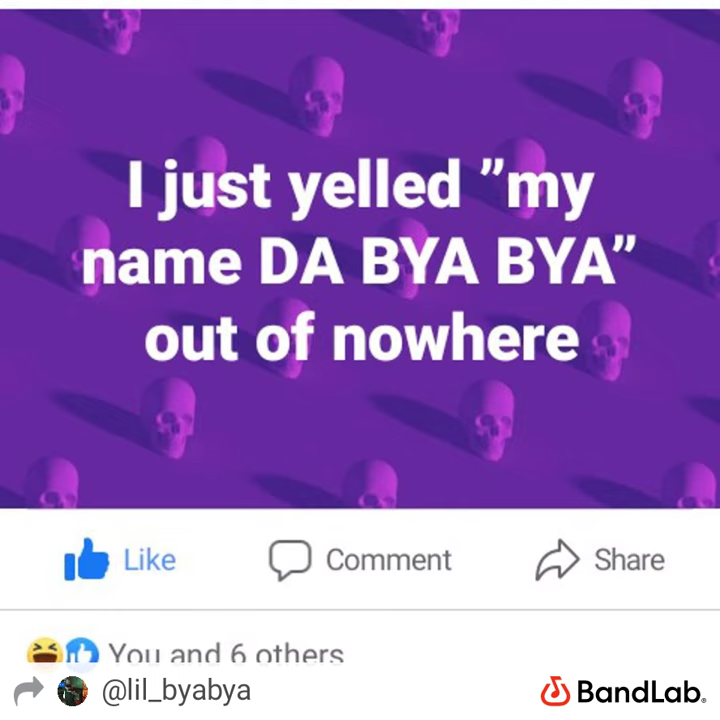 I just yelled ”my
name DA BYA BYA”
out of nowhere
Like Comment Share
You and 6 others
@lil_byabya BandLab.